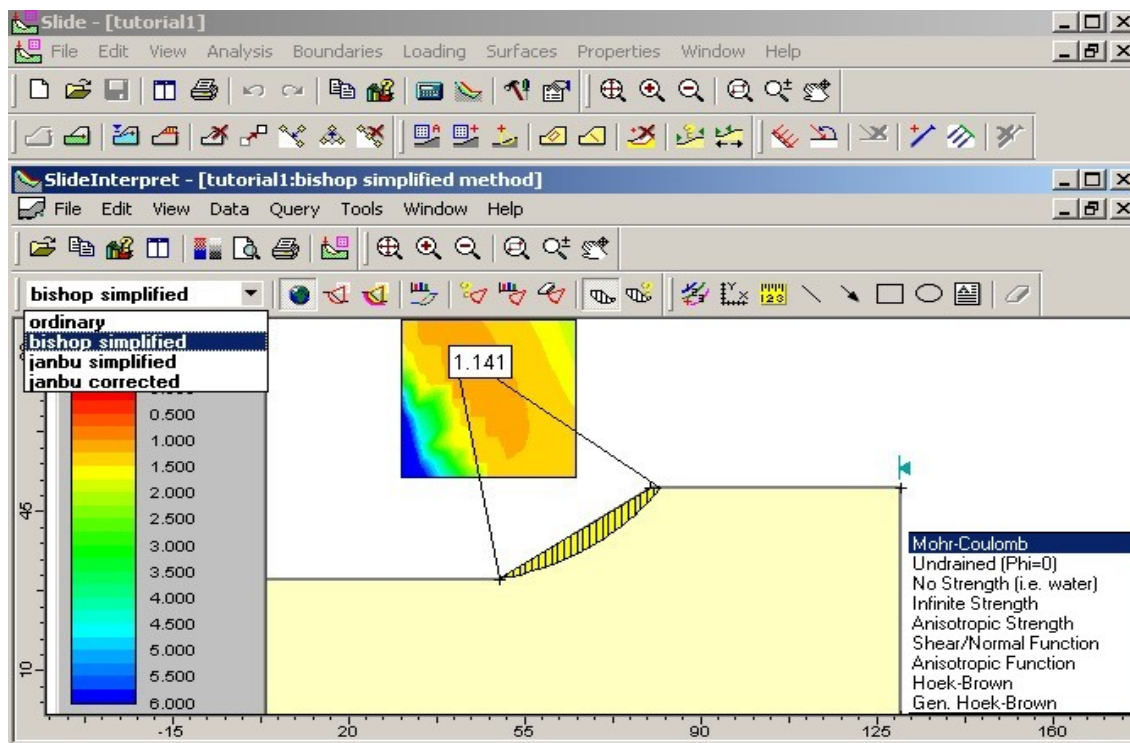 Slide - [tutorial1]
File Edit View Analysis Boundaries Loading Surfaces Properties Window Help
SlideInterpret - [tutorial1:bishop simplified method]
File Edit View Data Query Tools Window Help
bishop simplified
ordinary
bishop simplified
janbu simplified
janbu corrected
1.141
0.500
1.000
1.500
2.000
2.500
3.000
3.500
4.000
4.500
5.000
5.500
6.000
45
10
Mohr-Coulomb
Undrained (Phi=0)
No Strength (i.e. water)
Infinite Strength
Anisotropic Strength
Shear/Normal Function
Anisotropic Function
Hoek-Brown
Gen. Hoek-Brown
-15 20 55 90 125 160